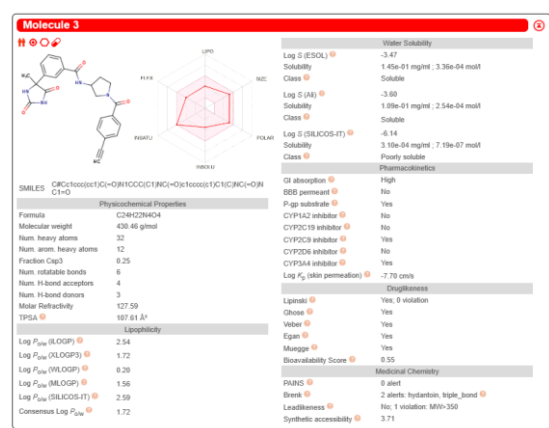 Molecule 3
LIPO
FLEX
SIZE
INSATU
POLAR
INSOLU
SMILES C#Cc1ccc(cc1)C(=O)N1CCC(C1)NC(=O)c1cccc(c1)C1(C)NC(=O)N
C1=O
Physicochemical Properties
Formula C24H22N4O4
Molecular weight 430.46 g/mol
Num. heavy atoms 32
Num. arom. heavy atoms 12
Fraction Csp3 0.25
Num. rotatable bonds 6
Num. H-bond acceptors 4
Num. H-bond donors 3
Molar Refractivity 127.59
TPSA 107.61 Å²
Lipophilicity
Log Po/w (iLOGP) 2.54
Log Po/w (XLOGP3) 1.72
Log Po/w (WLOGP) 0.20
Log Po/w (MLOGP) 1.56
Log Po/w (SILICOS-IT) 2.59
Consensus Log Po/w 1.72
Water Solubility
Log S (ESOL) -3.47
Solubility 1.45e-01 mg/ml ; 3.36e-04 mol/l
Class Soluble
Log S (Ali) -3.60
Solubility 1.09e-01 mg/ml ; 2.54e-04 mol/l
Class Soluble
Log S (SILICOS-IT) -6.14
Solubility 3.10e-04 mg/ml ; 7.19e-07 mol/l
Class Poorly soluble
Pharmacokinetics
GI absorption High
BBB permeant No
P-gp substrate Yes
CYP1A2 inhibitor No
CYP2C19 inhibitor No
CYP2C9 inhibitor Yes
CYP2D6 inhibitor No
CYP3A4 inhibitor Yes
Log Kp (skin permeation) -7.70 cm/s
Druglikeness
Lipinski Yes; 0 violation
Ghose Yes
Veber Yes
Egan Yes
Muegge Yes
Bioavailability Score 0.55
Medicinal Chemistry
PAINS 0 alert
Brenk 2 alerts: hydantoin, triple_bond
Leadlikeness No; 1 violation: MW>350
Synthetic accessibility 3.71